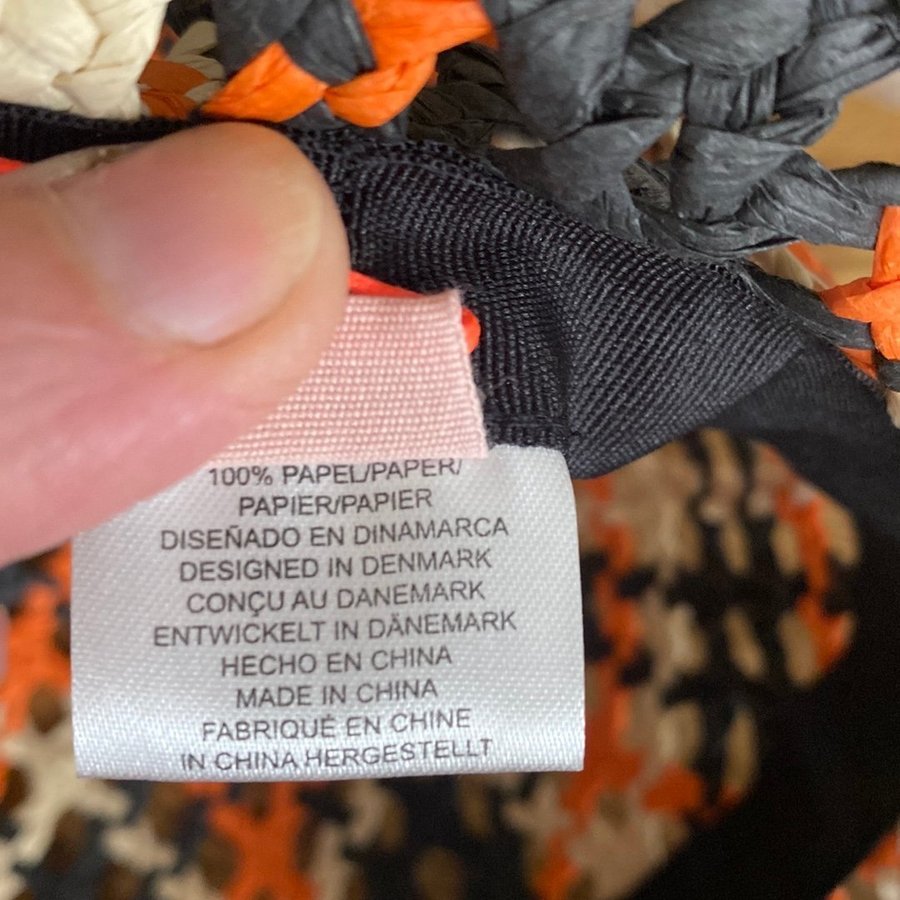 100% PAPEL/PAPER/
PAPIER/PAPIER
DISEÑADO EN DINAMARCA
DESIGNED IN DENMARK
CONÇU AU DANEMARK
ENTWICKELT IN DÄNEMARK
HECHO EN CHINA
MADE IN CHINA
FABRIQUÉ EN CHINE
IN CHINA HERGESTELLT